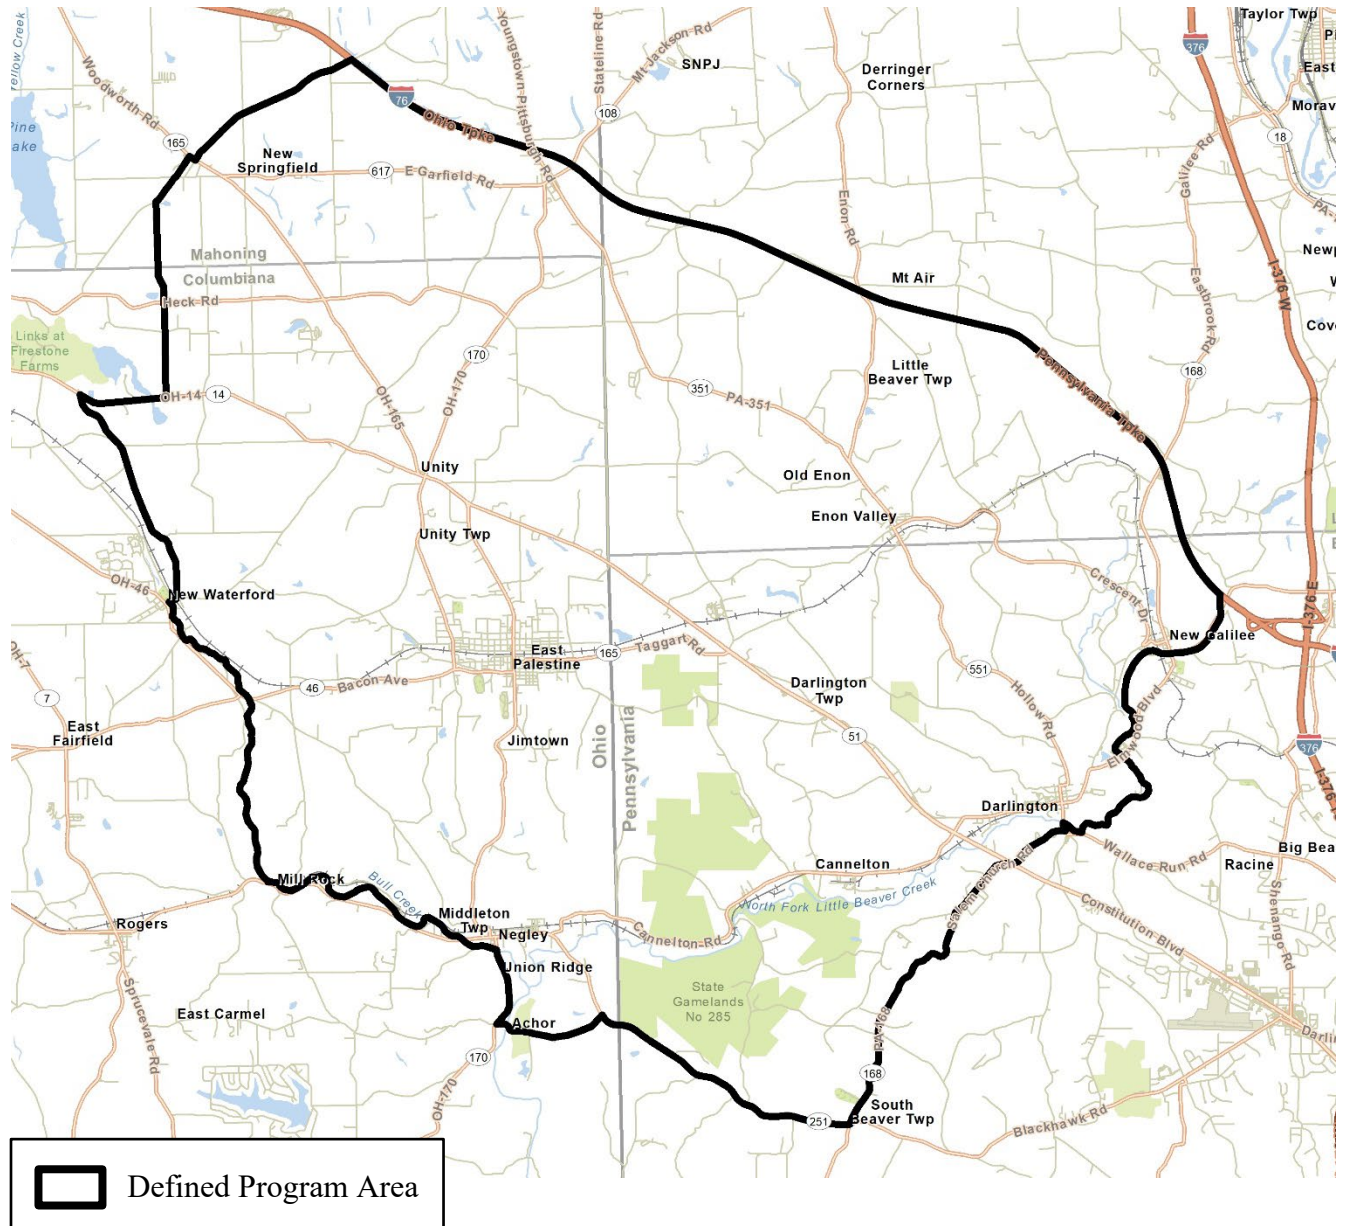 Taylor Twp
376
SNPJ
Mt Jackson Rd
Stateline Rd
Youngstown-Pittsburgh Rd
Derringer
Corners
East
Woodworth Rd
76
Ohio Tpke
108
Morav
18
165
New
Springfield
617
E Garfield Rd
Galilee Rd
Enon Rd
I-376 W
Mahoning
Columbiana
Mt Air
Eastbrook Rd
Heck Rd
Links at
Firestone
Farms
170
OH-170
Little
Beaver Twp
Pennsylvania Tpke
168
OH-14
14
OH-165
351
PA-351
Unity
Old Enon
Enon Valley
Unity Twp
OH-46
New Waterford
Crescent Dr
I-376 E
New Galilee
OH-7
7
East
Palestine
165
Taggart Rd
46
Bacon Ave
551
Hollow Rd
Darlington
Twp
51
East
Fairfield
Jimtown
Ohio
Pennsylvania
Elmwood Blvd
376
I-376
Darlington
Cannelton
Wallace Run Rd
Racine
Big Bea
Mill Rock
Bull Creek
North Fork Little Beaver Creek
Salem Church Rd
Constitution Blvd
Shenango Rd
Rogers
Middleton
Twp
Negley
Cannelton Rd
Union Ridge
State
Gamelands
No 285
Sprucevale Rd
East Carmel
Achor
PA-168
Darli
170
OH-170
168
South
Beaver Twp
251
Blackhawk Rd
Defined Program Area